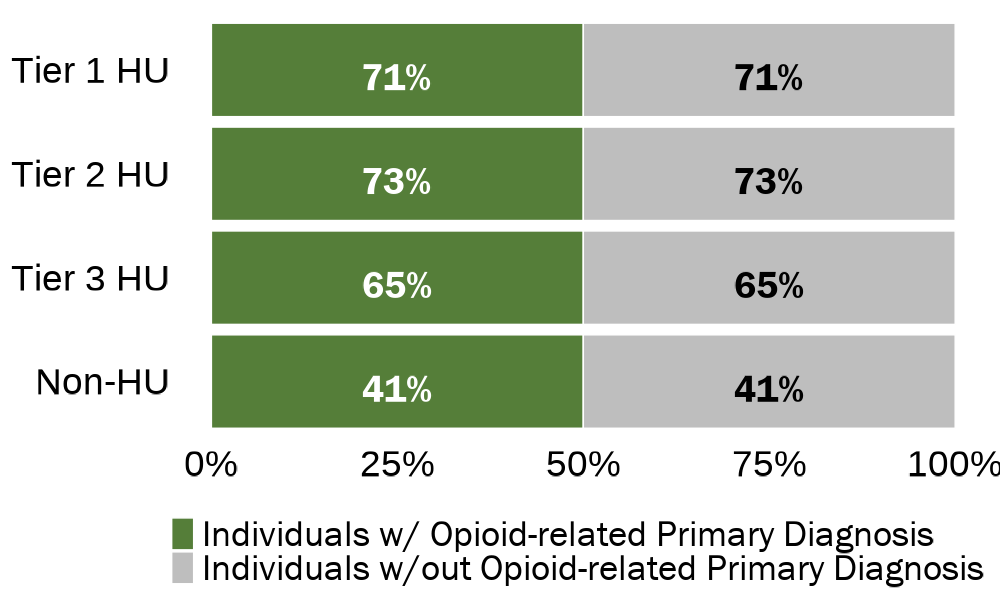 Tier 1 HU 71% 71%
Tier 2 HU 73% 73%
Tier 3 HU 65% 65%
Non-HU 41% 41%
0% 25% 50% 75% 100%
Individuals w/ Opioid-related Primary Diagnosis
Individuals w/out Opioid-related Primary Diagnosis